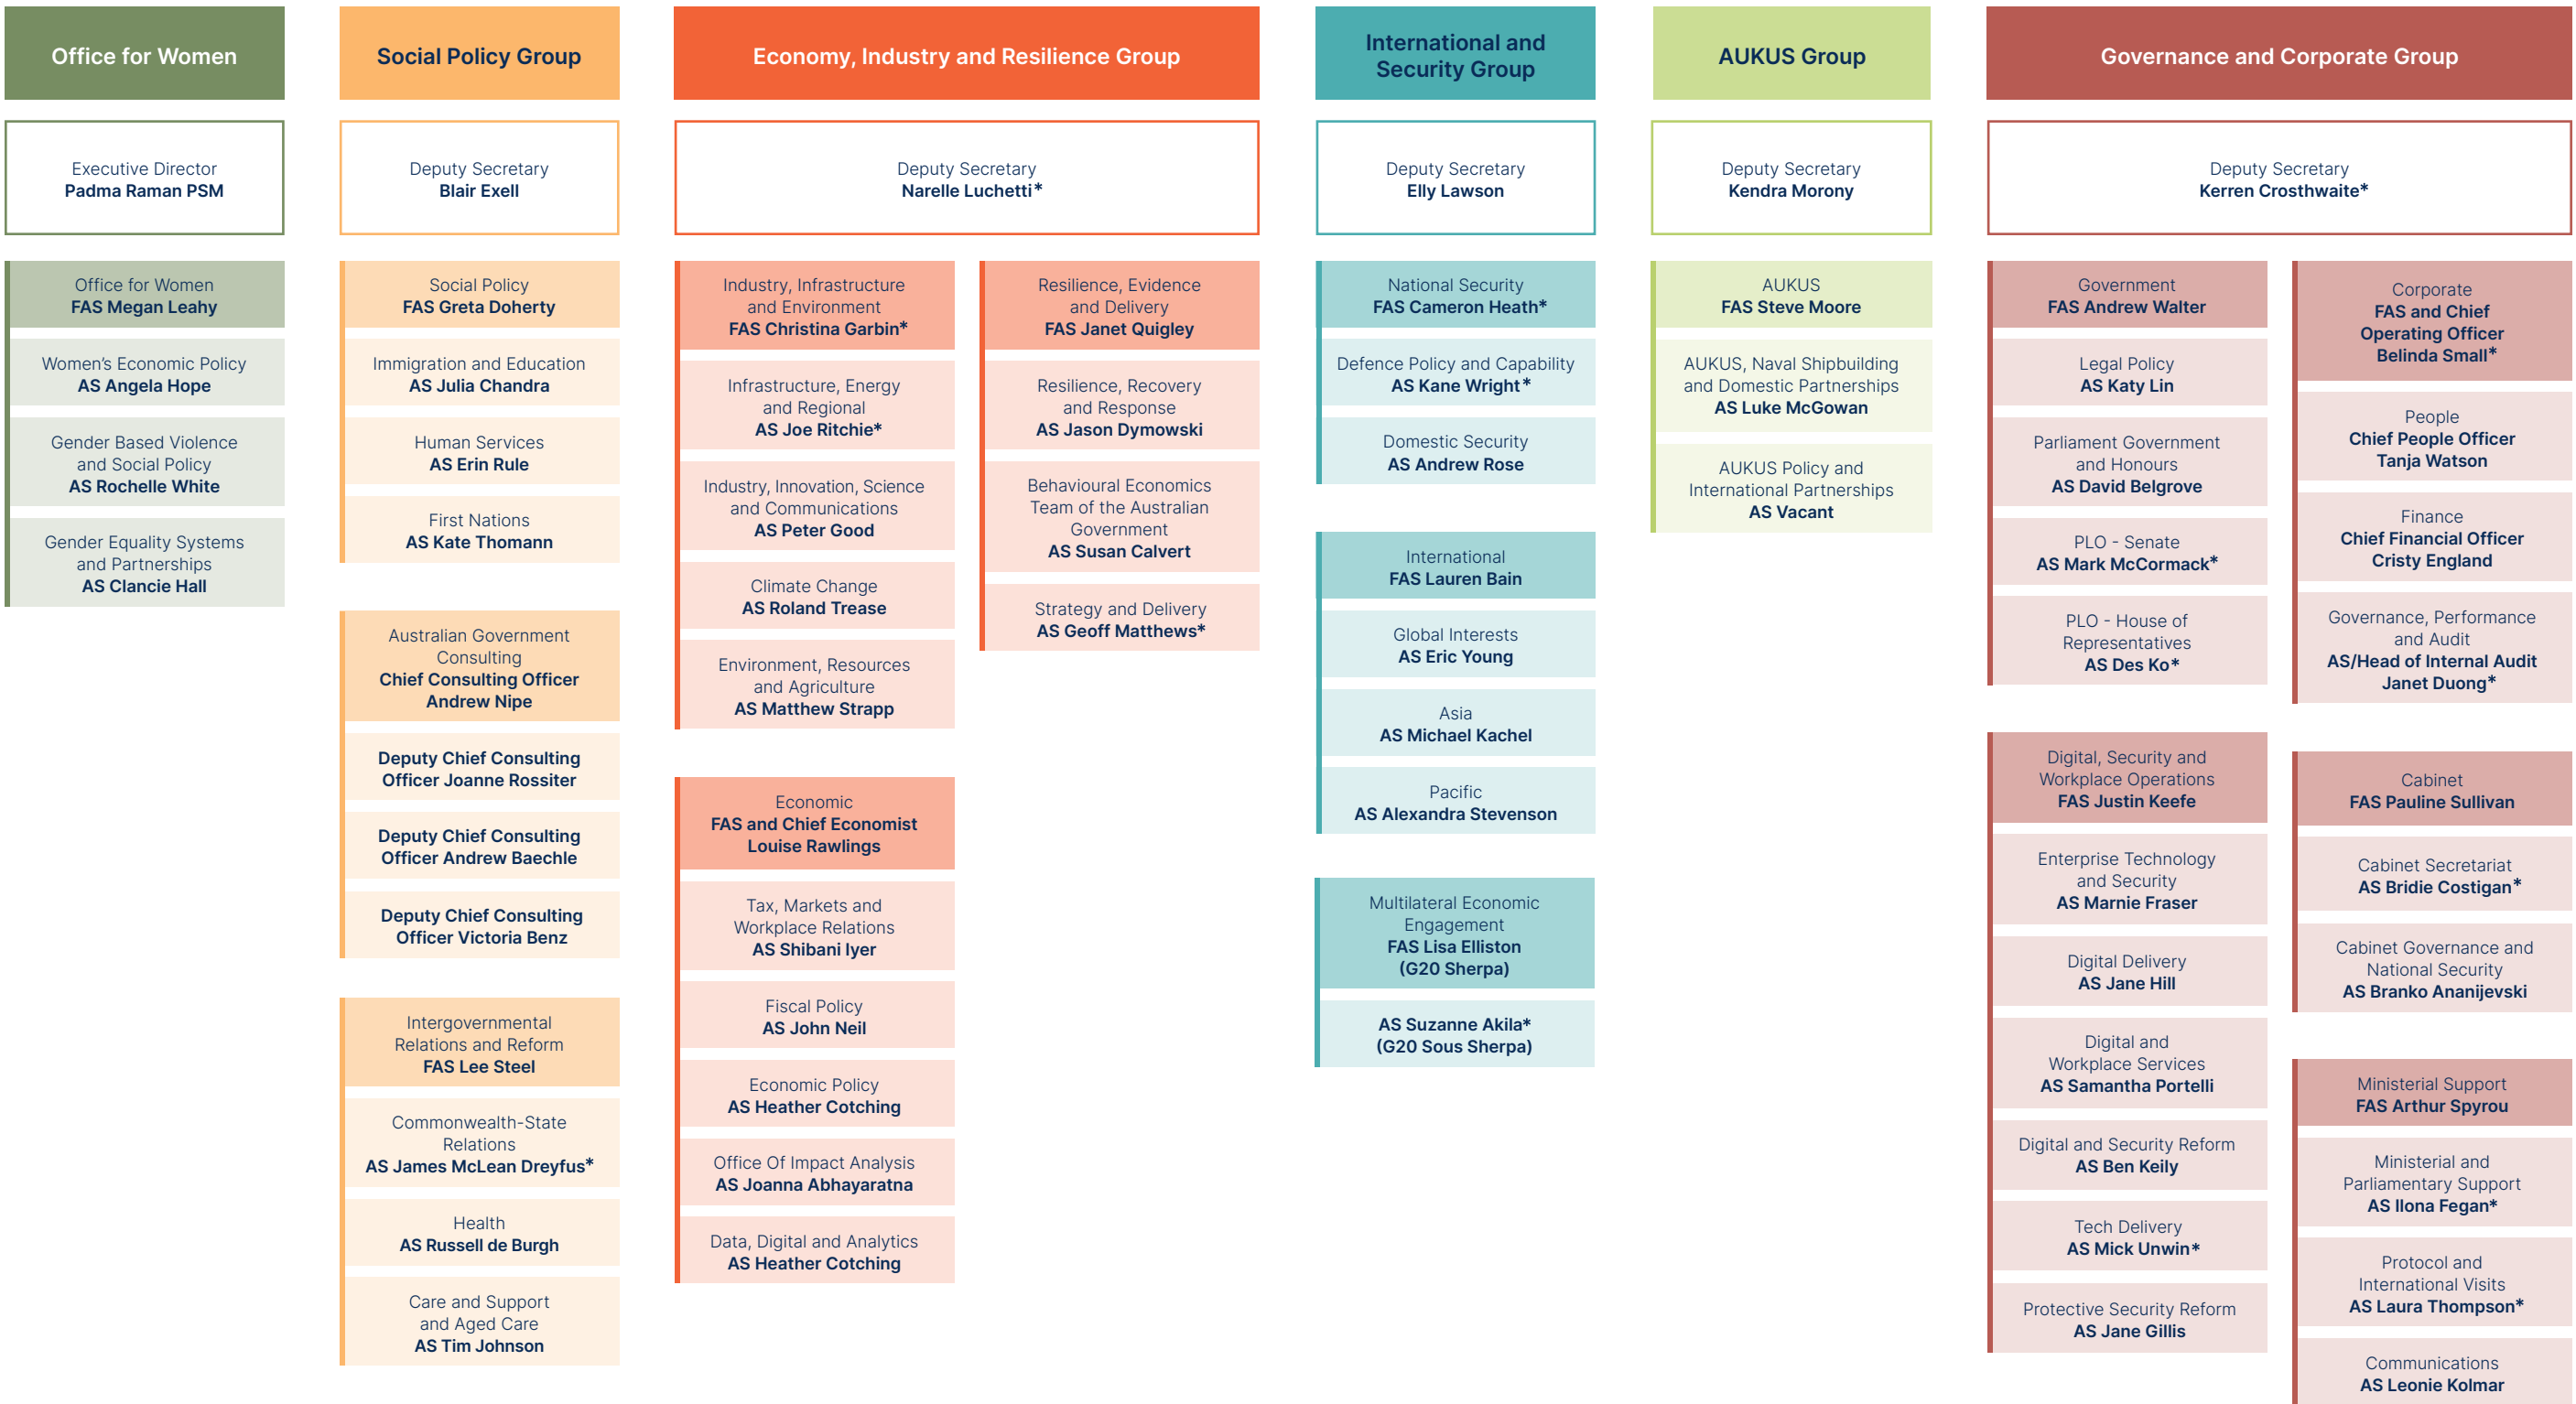 Office for Women
Executive Director
Padma Raman PSM
Office for Women
FAS Megan Leahy
Women's Economic Policy
AS Angela Hope
Gender Based Violence
and Social Policy
AS Rochelle White
Gender Equality Systems
and Partnerships
AS Clancie Hall
Social Policy Group
Deputy Secretary
Blair Exell
Social Policy
FAS Greta Doherty
Immigration and Education
AS Julia Chandra
Human Services
AS Erin Rule
First Nations
AS Kate Thomann
Australian Government
Consulting
Chief Consulting Officer
Andrew Nipe
Deputy Chief Consulting
Officer Joanne Rossiter
Deputy Chief Consulting
Officer Andrew Baechle
Deputy Chief Consulting
Officer Victoria Benz
Intergovernmental
Relations and Reform
FAS Lee Steel
Commonwealth-State
Relations
AS James McLean Dreyfus*
Health
AS Russell de Burgh
Care and Support
and Aged Care
AS Tim Johnson
Economy, Industry and Resilience Group
Deputy Secretary
Narelle Luchetti*
Industry, Infrastructure
and Environment
FAS Christina Garbin*
Infrastructure, Energy
and Regional
AS Joe Ritchie*
Industry, Innovation, Science
and Communications
AS Peter Good
Climate Change
AS Roland Trease
Environment, Resources
and Agriculture
AS Matthew Strapp
Economic
FAS and Chief Economist
Louise Rawlings
Tax, Markets and
Workplace Relations
AS Shibani Iyer
Fiscal Policy
AS John Neil
Economic Policy
AS Heather Cotching
Office Of Impact Analysis
AS Joanna Abhayaratna
Data, Digital and Analytics
AS Heather Cotching
Resilience, Evidence
and Delivery
FAS Janet Quigley
Resilience, Recovery
and Response
AS Jason Dymowski
Behavioural Economics
Team of the Australian
Government
AS Susan Calvert
Strategy and Delivery
AS Geoff Matthews*
International and
Security Group
Deputy Secretary
Elly Lawson
National Security
FAS Cameron Heath*
Defence Policy and Capability
AS Kane Wright*
Domestic Security
AS Andrew Rose
International
FAS Lauren Bain
Global Interests
AS Eric Young
Asia
AS Michael Kachel
Pacific
AS Alexandra Stevenson
Multilateral Economic
Engagement
FAS Lisa Elliston
(G20 Sherpa)
AS Suzanne Akila*
(G20 Sous Sherpa)
AUKUS Group
Deputy Secretary
Kendra Morony
AUKUS
FAS Steve Moore
AUKUS, Naval Shipbuilding
and Domestic Partnerships
AS Luke McGowan
AUKUS Policy and
International Partnerships
AS Vacant
Governance and Corporate Group
Deputy Secretary
Kerren Crosthwaite*
Government
FAS Andrew Walter
Legal Policy
AS Katy Lin
Parliament Government
and Honours
AS David Belgrove
PLO - Senate
AS Mark McCormack*
PLO - House of
Representatives
AS Des Ko*
Digital, Security and
Workplace Operations
FAS Justin Keefe
Enterprise Technology
and Security
AS Marnie Fraser
Digital Delivery
AS Jane Hill
Digital and
Workplace Services
AS Samantha Portelli
Digital and Security Reform
AS Ben Keily
Tech Delivery
AS Mick Unwin*
Protective Security Reform
AS Jane Gillis
Corporate
FAS and Chief
Operating Officer
Belinda Small*
People
Chief People Officer
Tanja Watson
Finance
Chief Financial Officer
Cristy England
Governance, Performance
and Audit
AS/Head of Internal Audit
Janet Duong*
Cabinet
FAS Pauline Sullivan
Cabinet Secretariat
AS Bridie Costigan*
Cabinet Governance and
National Security
AS Branko Ananijevski
Ministerial Support
FAS Arthur Spyrou
Ministerial and
Parliamentary Support
AS Ilona Fegan*
Protocol and
International Visits
AS Laura Thompson*
Communications
AS Leonie Kolmar